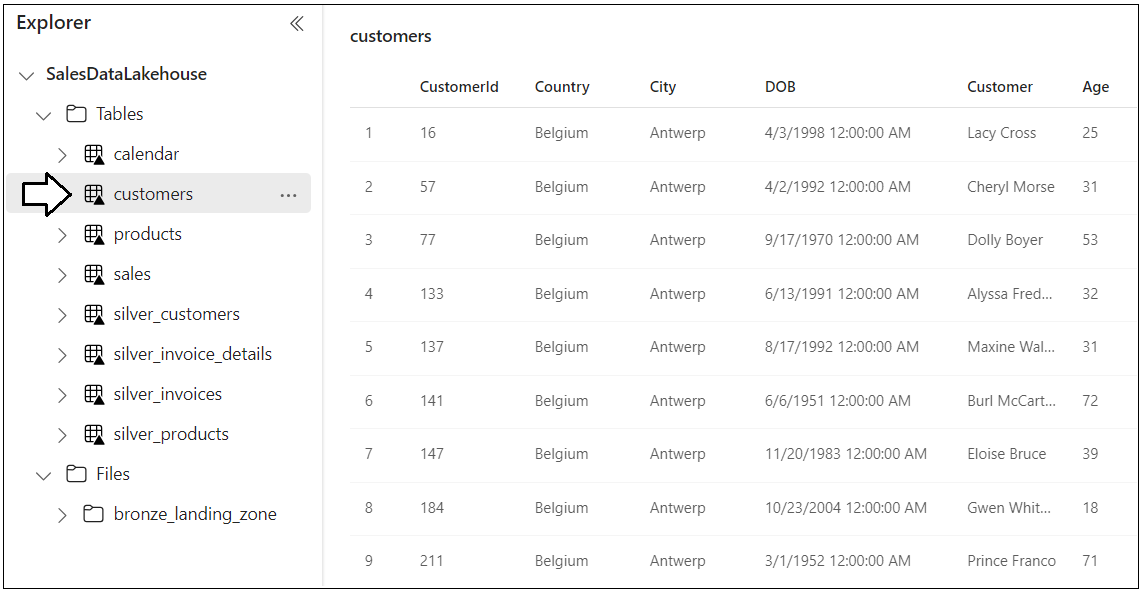 Explorer
SalesDataLakehouse
Tables
calendar
customers
products
sales
silver_customers
silver_invoice_details
silver_invoices
silver_products
Files
bronze_landing_zone
customers
CustomerId Country City DOB Customer Age
1 16 Belgium Antwerp 4/3/1998 12:00:00 AM Lacy Cross 25
2 57 Belgium Antwerp 4/2/1992 12:00:00 AM Cheryl Morse 31
3 77 Belgium Antwerp 9/17/1970 12:00:00 AM Dolly Boyer 53
4 133 Belgium Antwerp 6/13/1991 12:00:00 AM Alyssa Fred... 32
5 137 Belgium Antwerp 8/17/1992 12:00:00 AM Maxine Wal... 31
6 141 Belgium Antwerp 6/6/1951 12:00:00 AM Burl McCart... 72
7 147 Belgium Antwerp 11/20/1983 12:00:00 AM Eloise Bruce 39
8 184 Belgium Antwerp 10/23/2004 12:00:00 AM Gwen Whit... 18
9 211 Belgium Antwerp 3/1/1952 12:00:00 AM Prince Franco 71